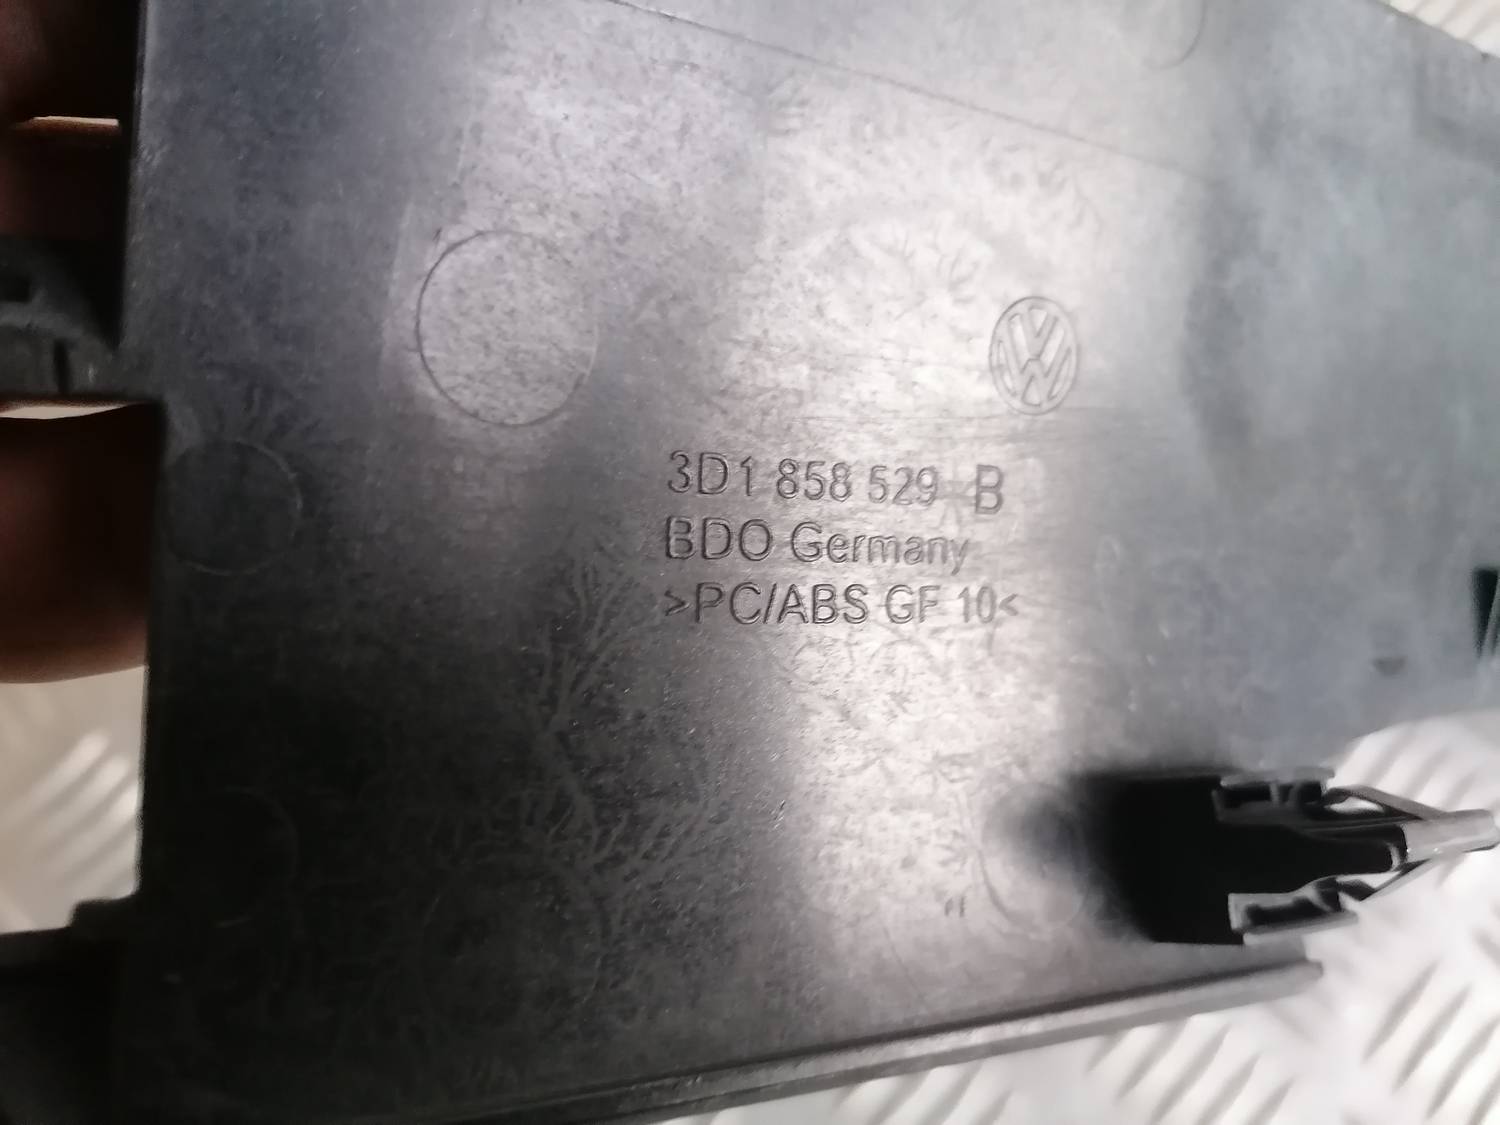 3D1 858 529 B
BDO Germany
>PC/ABS GF 10<